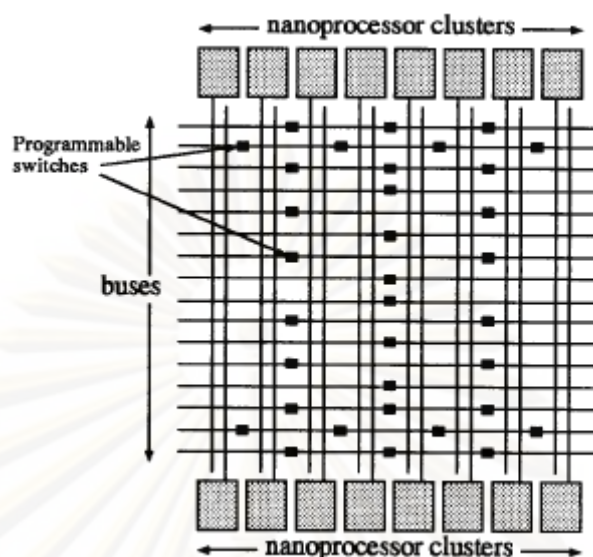 nanoprocessor clusters
Programmable
switches
buses
nanoprocessor clusters